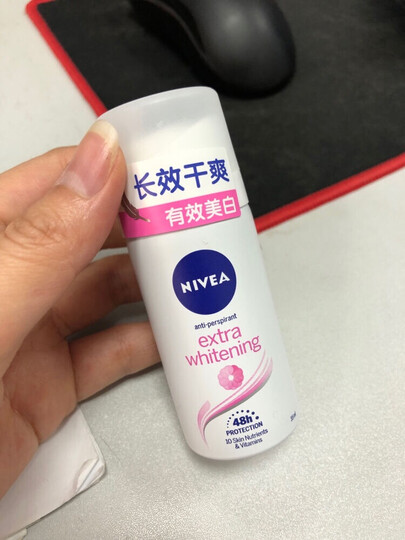 长效干爽
有效美白
NIVEA
anti-perspirant
extra
whitening
48h
PROTECTION
10 Skin Nutrients
& Vitamins